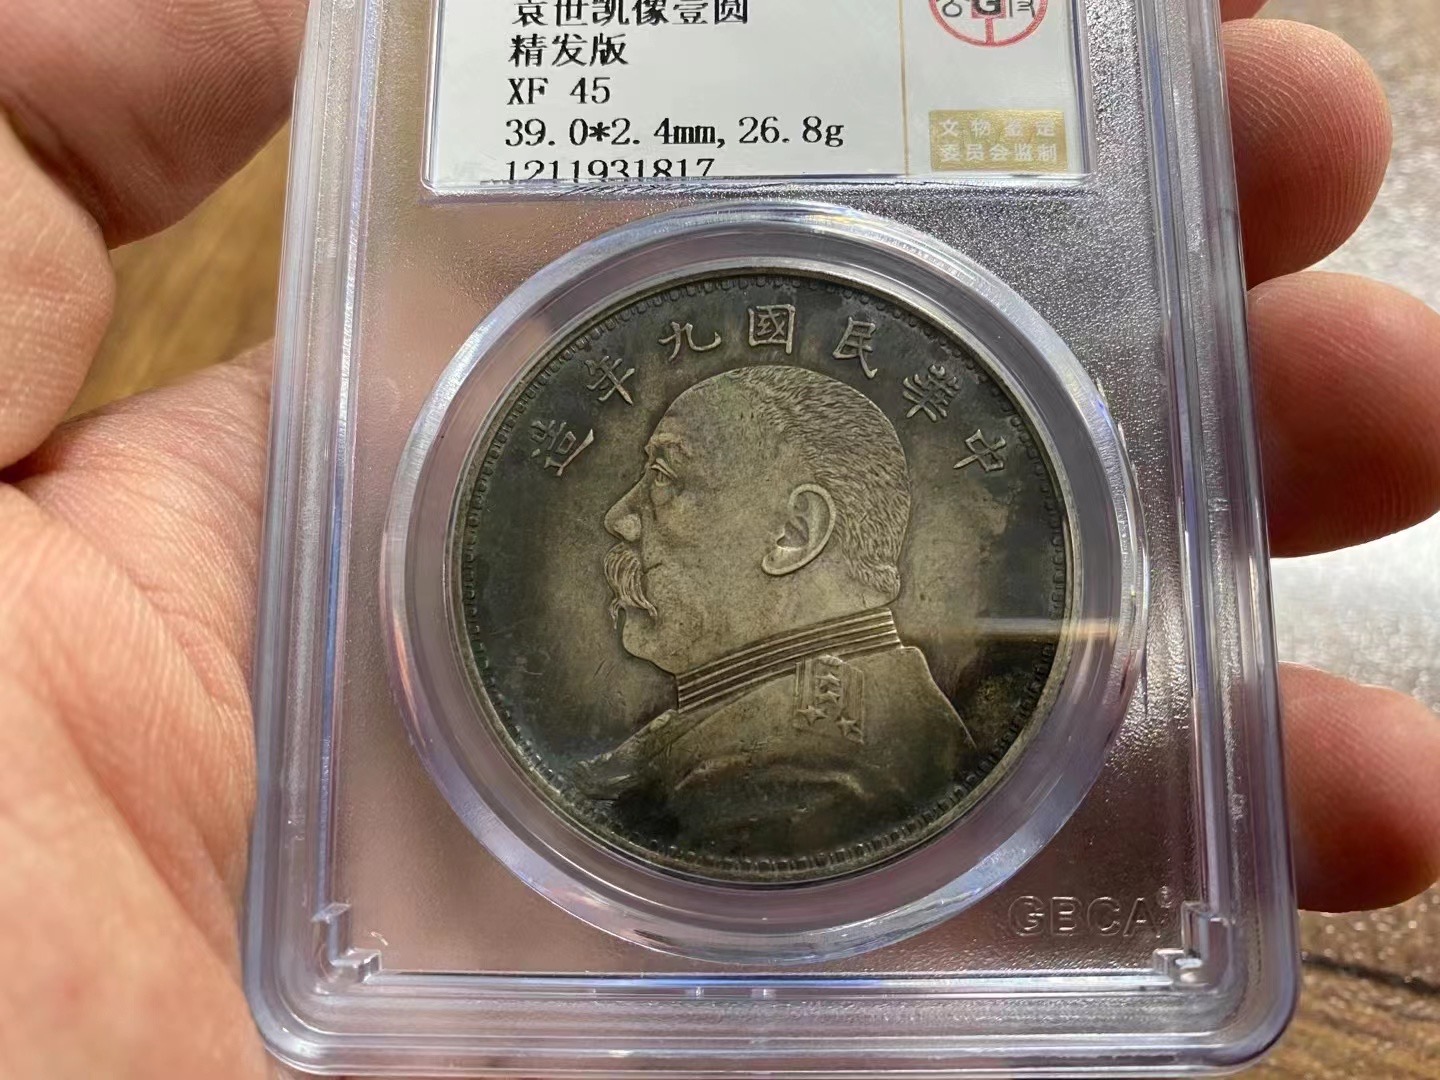 袁世凯像壹圆
精发版
XF 45
39.0*2.4mm, 26.8g
1211931817
G
文物鉴定
委员会监制
造年九國民華中
GBCA